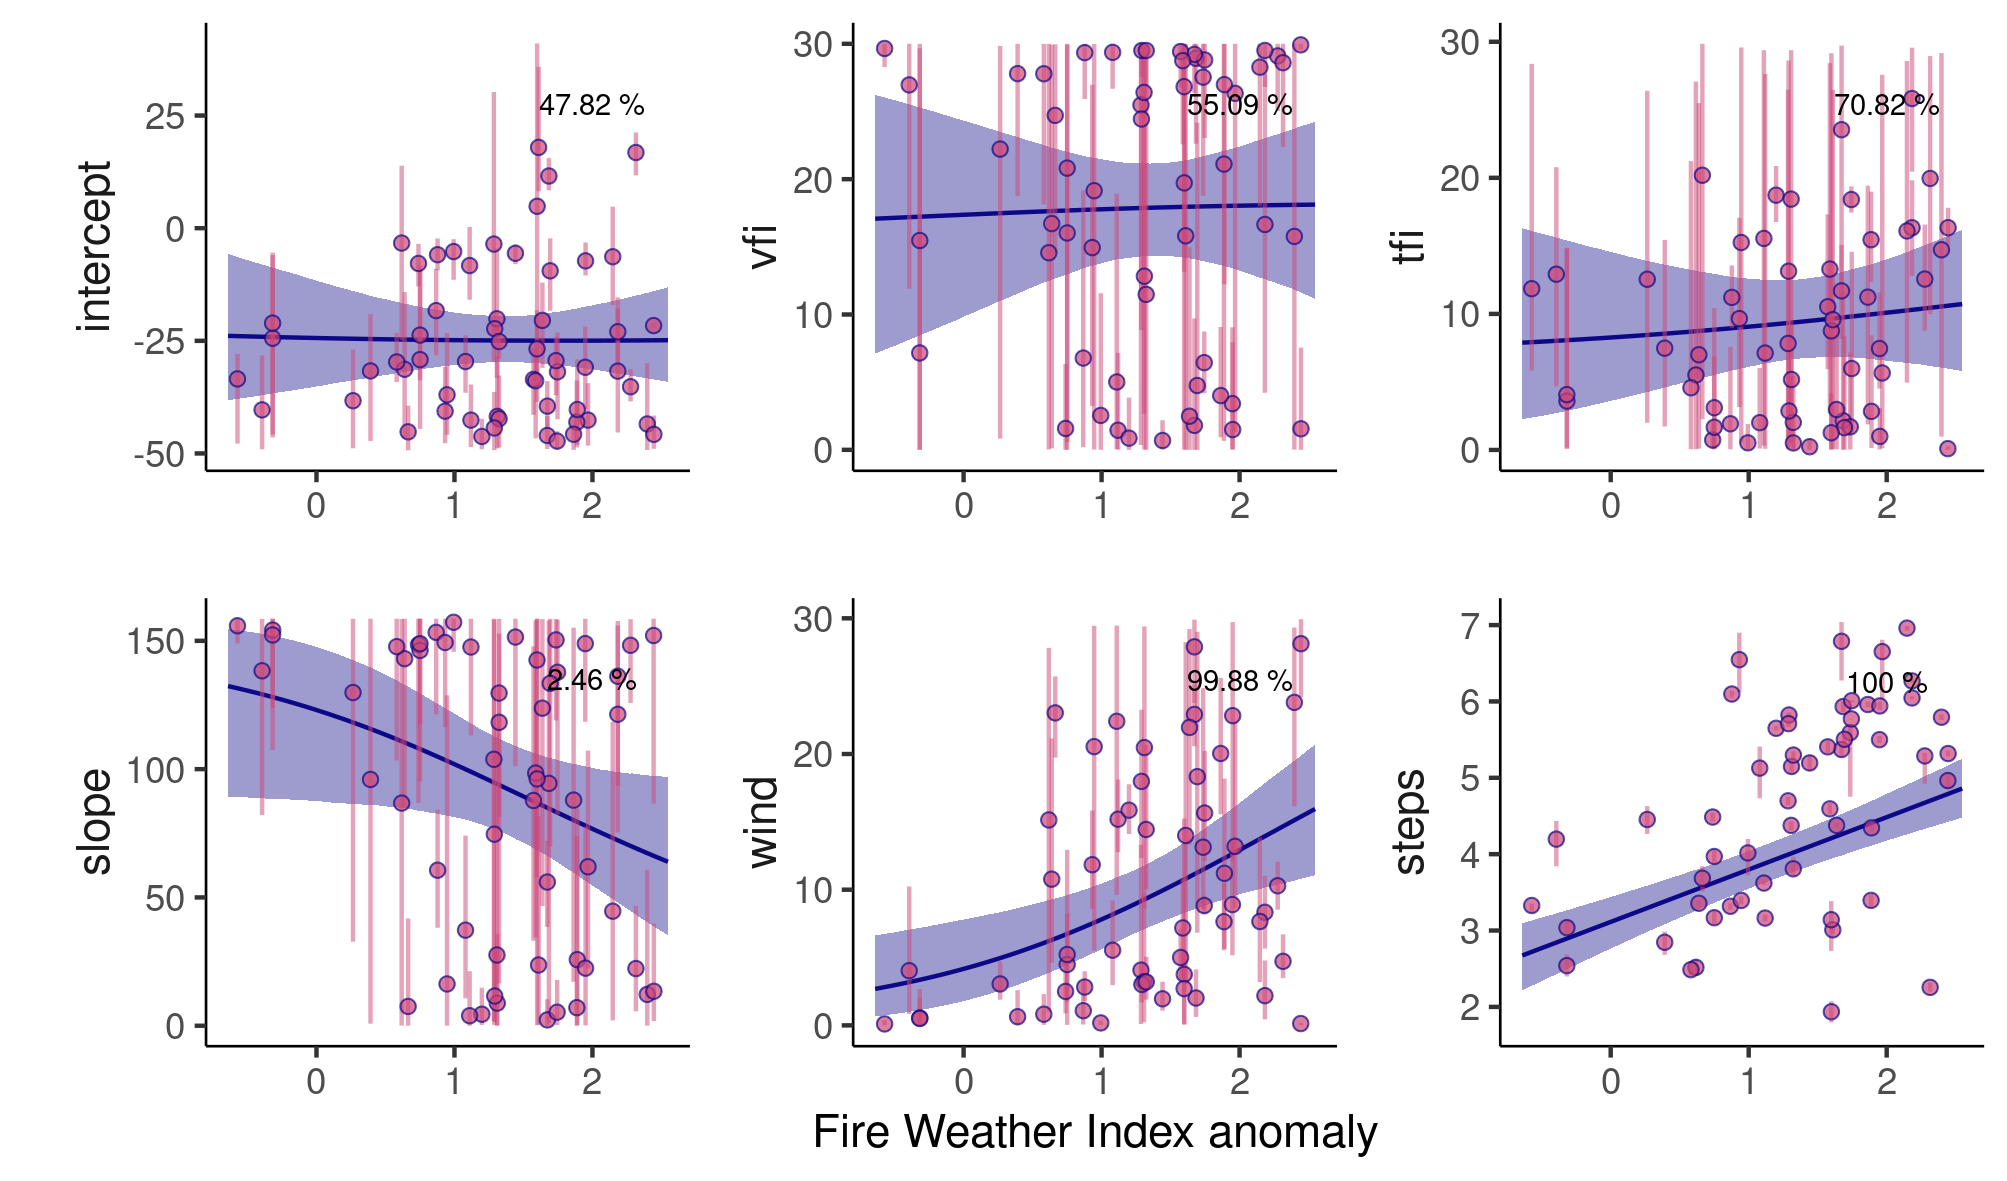 intercept
25
0
-25
-50
47.82 %
0 1 2
vfi
30
20
10
0
55.09 %
0 1 2
tfi
30
20
10
0
70.82 %
0 1 2
slope
150
100
50
0
2.46 %
0 1 2
wind
30
20
10
0
99.88 %
0 1 2
steps
7
6
5
4
3
2
100 %
0 1 2
Fire Weather Index anomaly